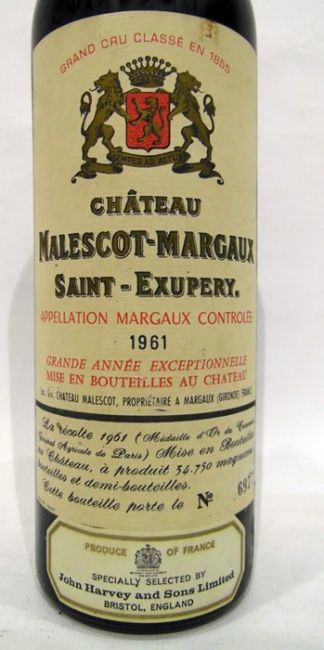 GRAND CRU CLASSÉ EN 1855
SEMPER AD ALTUM
CHÂTEAU
MALESCOT-MARGAUX
SAINT-EXUPERY.
APPELLATION MARGAUX CONTROLÉE
1961
GRANDE ANNÉE EXCEPTIONNELLE
MISE EN BOUTEILLES AU CHATEAU
CHATEAU MALESCOT, PROPRIÉTAIRE A MARGAUX (GIRONDE) FRANCE
La récolte 1961 (Médaille d'Or du Concours
Général Agricole de Paris) Mise en Bouteilles
au Château, à produit 34.750 magnums
bouteilles et demi-bouteilles.
Cette bouteille porte le No 697
PRODUCE OF FRANCE
SPECIALLY SELECTED BY
John Harvey and Sons Limited
BRISTOL, ENGLAND